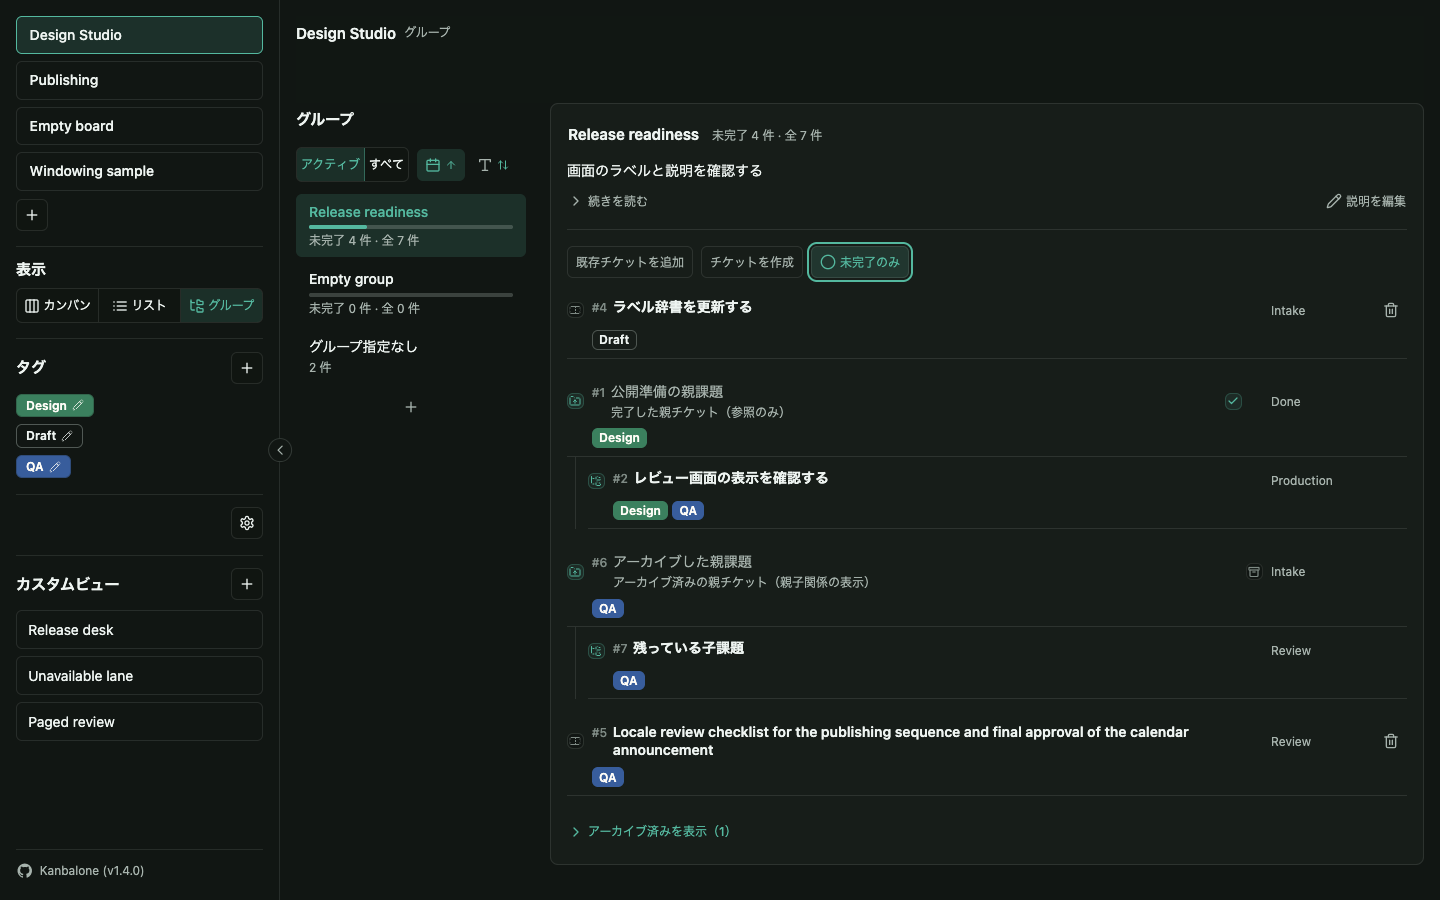 Design Studio
Publishing
Empty board
Windowing sample
表示
カンバン
リスト
グループ
タグ
Design
Draft
QA
カスタムビュー
Release desk
Unavailable lane
Paged review
Kanbalone (v1.4.0)
Design Studio グループ
グループ
アクティブ
すべて
Release readiness
未完了 4 件 · 全 7 件
Empty group
未完了 0 件 · 全 0 件
グループ指定なし
2 件
Release readiness 未完了 4 件 · 全 7 件
画面のラベルと説明を確認する
続きを読む
説明を編集
既存チケットを追加
チケットを作成
未完了のみ
#4 ラベル辞書を更新する
Intake
Draft
#1 公開準備の親課題
完了した親チケット（参照のみ）
Done
Design
#2 レビュー画面の表示を確認する
Production
Design QA
#6 アーカイブした親課題
アーカイブ済みの親チケット（親子関係の表示）
Intake
QA
#7 残っている子課題
Review
QA
#5 Locale review checklist for the publishing sequence and final approval of the calendar
announcement
Review
QA
アーカイブ済みを表示（1）